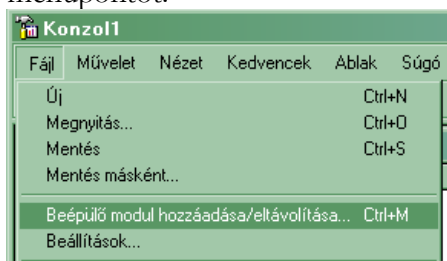 menüpontot.
Konzol1
Fájl Művelet Nézet Kedvencek Ablak Súgó
Új Ctrl+N
Megnyitás... Ctrl+O
Mentés Ctrl+S
Mentés másként...
Beépülő modul hozzáadása/eltávolítása... Ctrl+M
Beállítások...